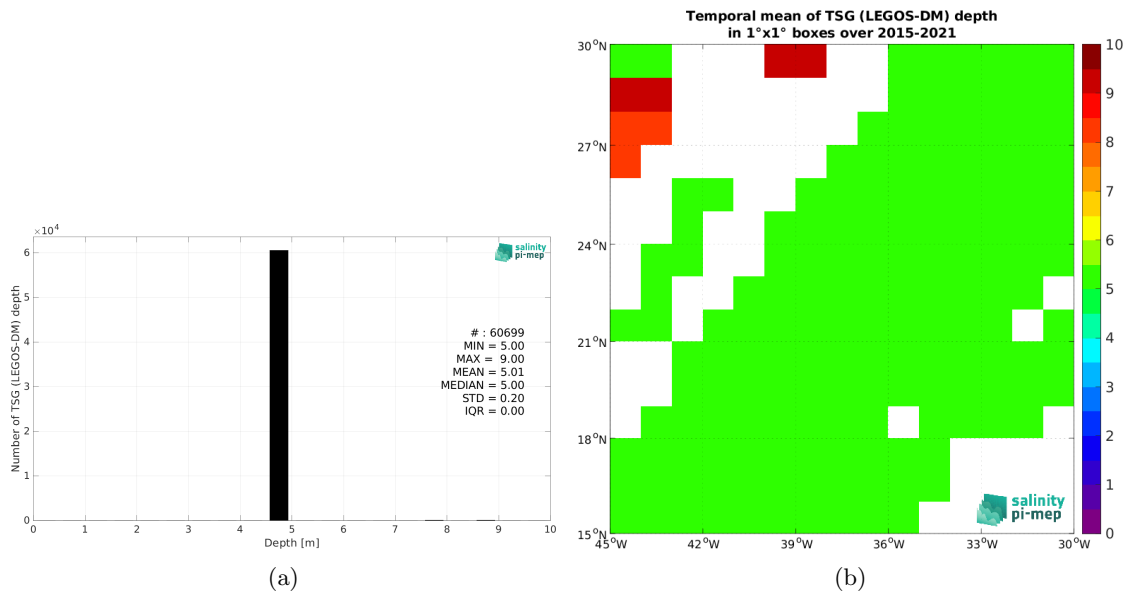 ×10⁴
6
5
4
3
2
1
0
Number of TSG (LEGOS-DM) depth
salinity
pi-mep
# : 60699
MIN = 5.00
MAX = 9.00
MEAN = 5.01
MEDIAN = 5.00
STD = 0.20
IQR = 0.00
0 1 2 3 4 5 6 7 8 9 10
Depth [m]
(a)
Temporal mean of TSG (LEGOS-DM) depth
in 1°x1° boxes over 2015-2021
30°N
27°N
24°N
21°N
18°N
15°N
45°W 42°W 39°W 36°W 33°W 30°W
salinity
pi-mep
10
9
8
7
6
5
4
3
2
1
0
(b)